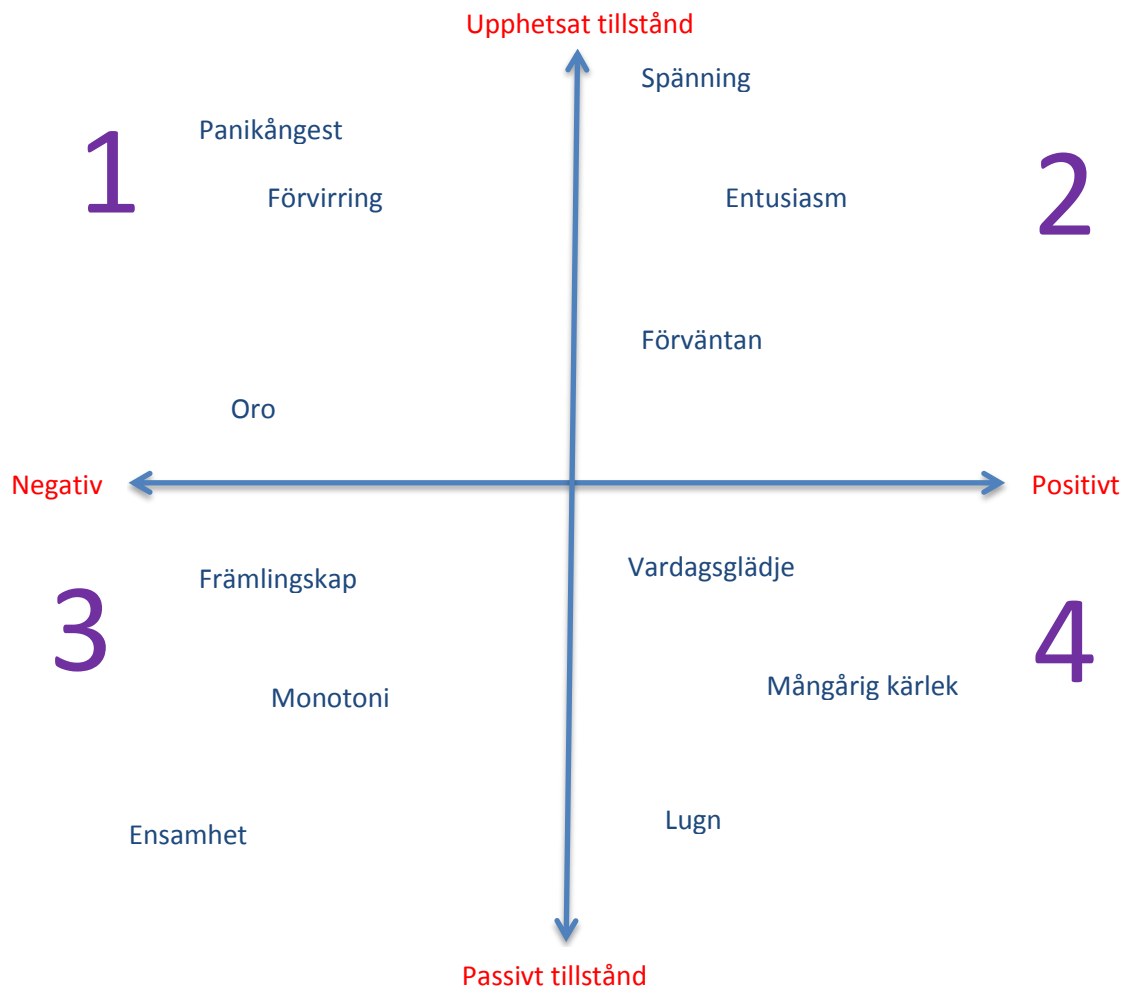 Upphetsat tillstånd
Spänning
Panikångest
1
2
Förvirring
Entusiasm
Förväntan
Oro
Negativ
Positivt
Främlingskap
Vardagsglädje
3
4
Monotoni
Mångårig kärlek
Ensamhet
Lugn
Passivt tillstånd